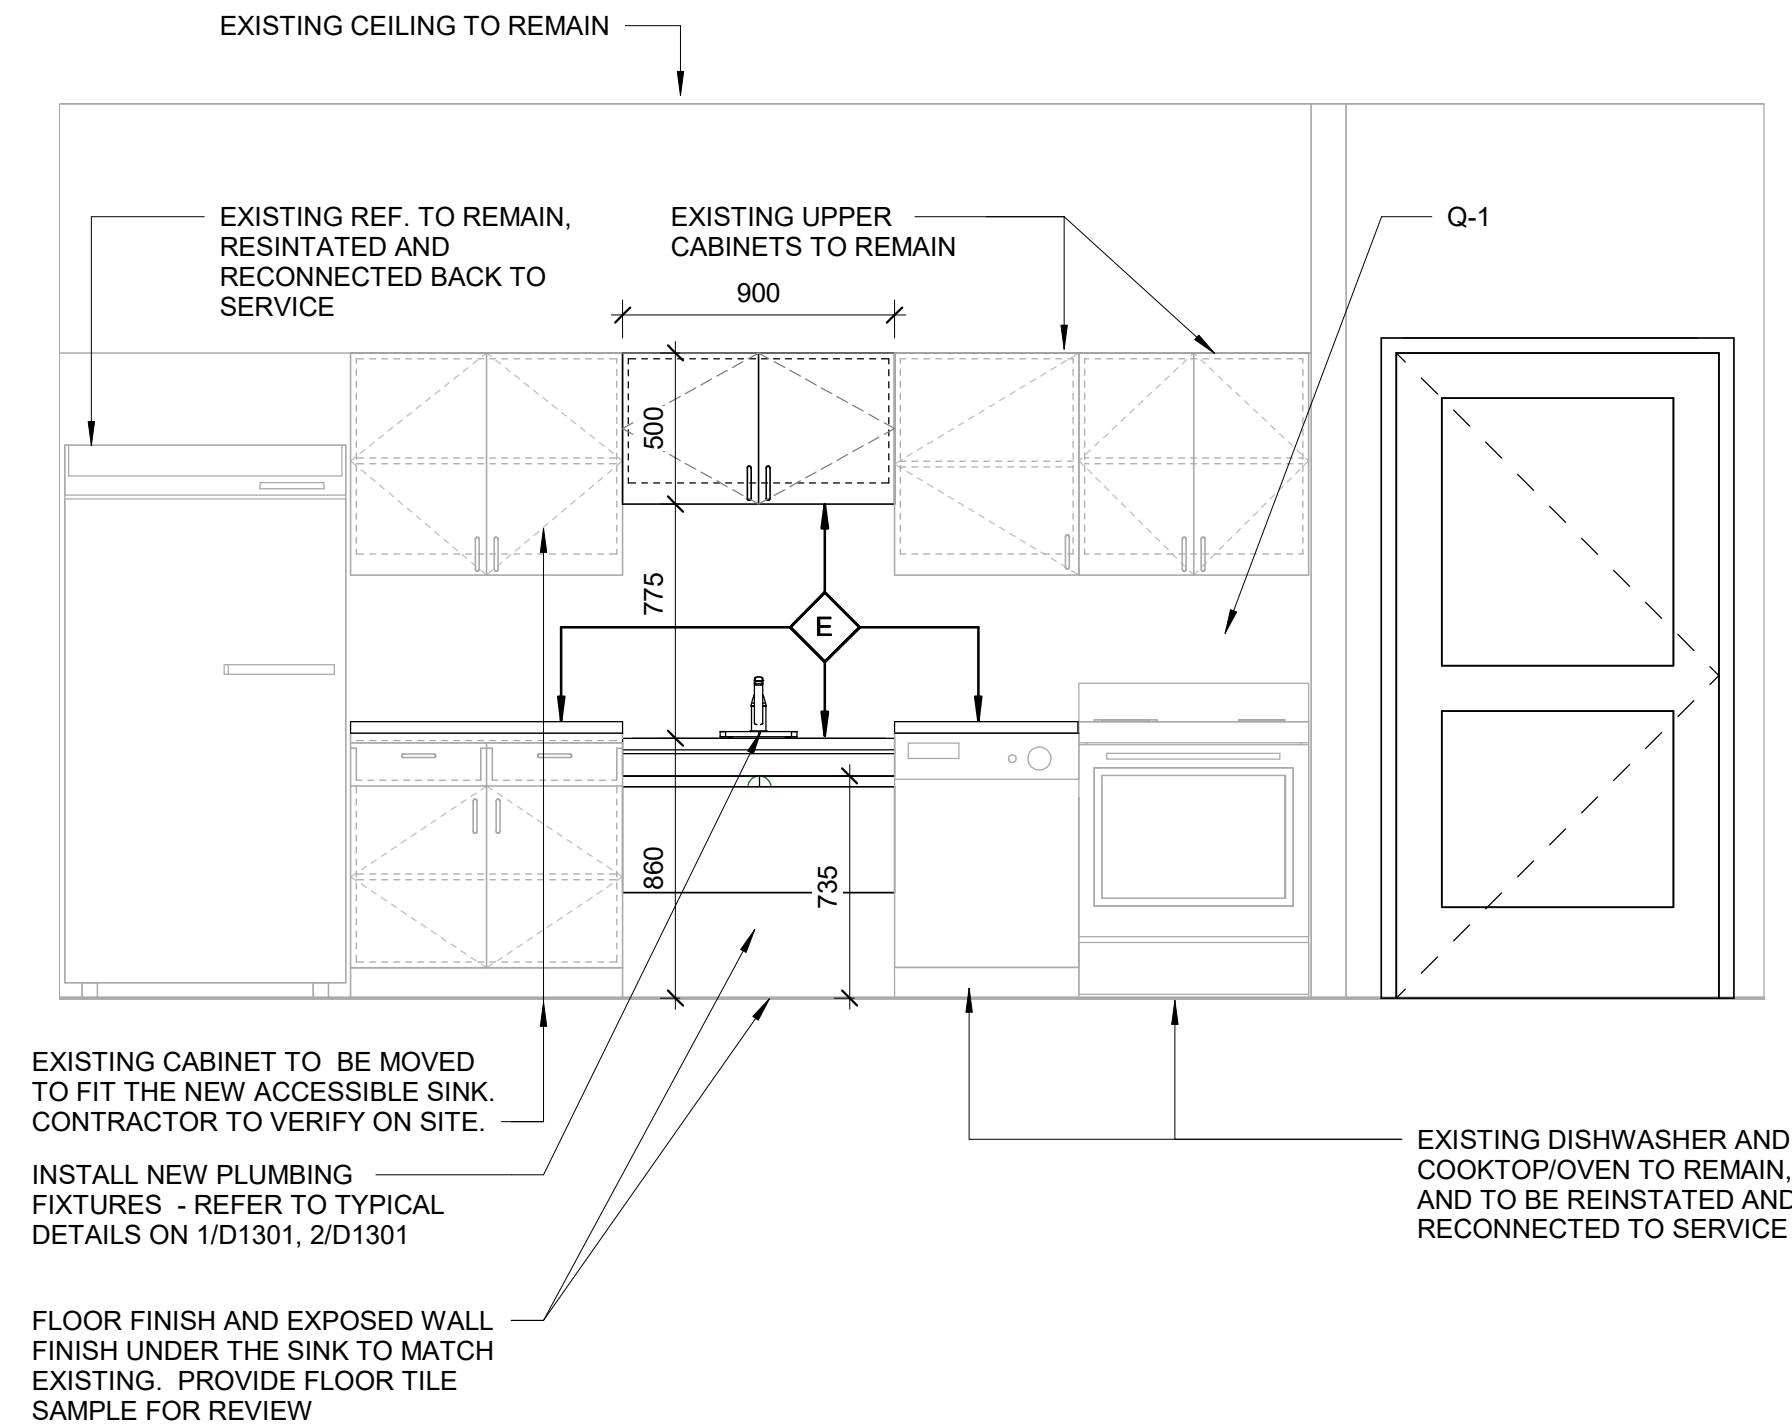 EXISTING CEILING TO REMAIN
EXISTING REF. TO REMAIN,
RESINTATED AND
RECONNECTED BACK TO
SERVICE
EXISTING UPPER
CABINETS TO REMAIN
Q-1
900
500
775
E
860
735
EXISTING CABINET TO  BE MOVED
TO FIT THE NEW ACCESSIBLE SINK.
CONTRACTOR TO VERIFY ON SITE.
INSTALL NEW PLUMBING
FIXTURES  - REFER TO TYPICAL
DETAILS ON 1/D1301, 2/D1301
EXISTING DISHWASHER AND
COOKTOP/OVEN TO REMAIN,
AND TO BE REINSTATED AND
RECONNECTED TO SERVICE
FLOOR FINISH AND EXPOSED WALL
FINISH UNDER THE SINK TO MATCH
EXISTING.  PROVIDE FLOOR TILE
SAMPLE FOR REVIEW